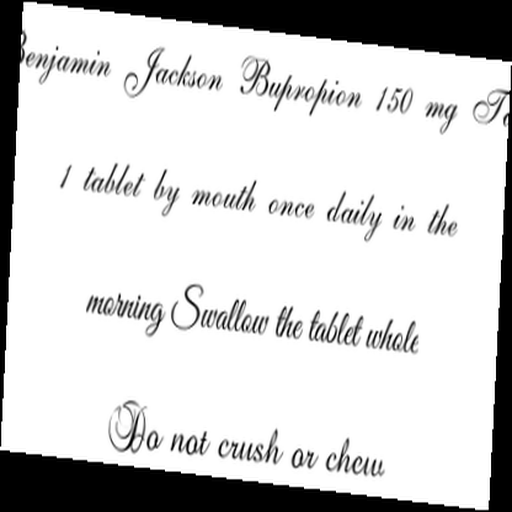 Benjamin Jackson Bupropion 150 mg
1 tablet by mouth once daily in the
morning Swallow the tablet whole
Do not crush or chew